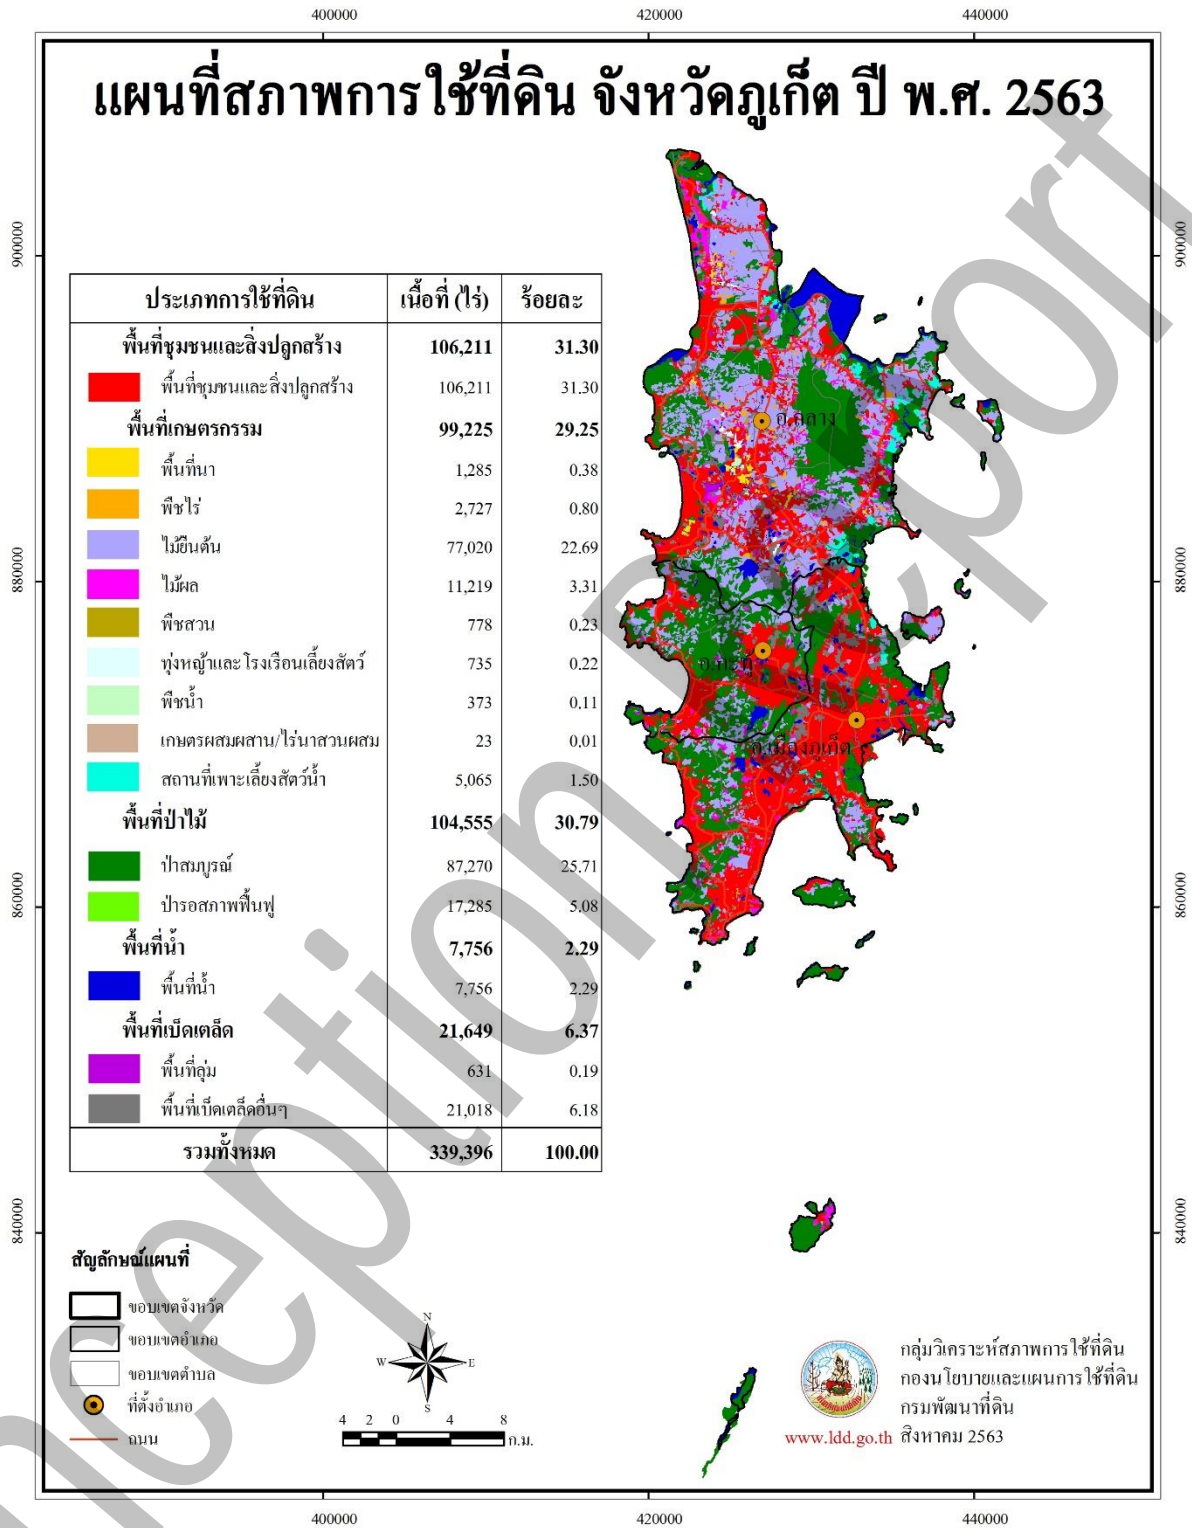 400000 420000 440000
แผนที่สภาพการใช้ที่ดิน จังหวัดภูเก็ต ปี พ.ศ. 2563
900000 900000
ประเภทการใช้ที่ดิน เนื้อที่ (ไร่) ร้อยละ
พื้นที่ชุมชนและสิ่งปลูกสร้าง 106,211 31.30
พื้นที่ชุมชนและสิ่งปลูกสร้าง 106,211 31.30
พื้นที่เกษตรกรรม 99,225 29.25
พื้นที่นา 1,285 0.38
พืชไร่ 2,727 0.80
ไม้ยืนต้น 77,020 22.69
ไม้ผล 11,219 3.31
พืชสวน 778 0.23
ทุ่งหญ้าและโรงเรือนเลี้ยงสัตว์ 735 0.22
พืชน้ำ 373 0.11
เกษตรผสมผสาน/ไร่นาสวนผสม 23 0.01
สถานที่เพาะเลี้ยงสัตว์น้ำ 5,065 1.50
พื้นที่ป่าไม้ 104,555 30.79
ป่าสมบูรณ์ 87,270 25.71
ป่ารอสภาพฟื้นฟู 17,285 5.08
พื้นที่น้ำ 7,756 2.29
พื้นที่น้ำ 7,756 2.29
พื้นที่เบ็ดเตล็ด 21,649 6.37
พื้นที่ลุ่ม 631 0.19
พื้นที่เบ็ดเตล็ดอื่นๆ 21,018 6.18
รวมทั้งหมด 339,396 100.00
อ.ถลาง
อ.กะทู้
อ.เมืองภูเก็ต
880000 880000
860000 860000
840000 840000
สัญลักษณ์แผนที่
ขอบเขตจังหวัด
ขอบเขตอำเภอ
ขอบเขตตำบล
ที่ตั้งอำเภอ
ถนน
N
W E
S
4 2 0 4 8
ก.ม.
กลุ่มวิเคราะห์สภาพการใช้ที่ดิน
กองนโยบายและแผนการใช้ที่ดิน
กรมพัฒนาที่ดิน
www.ldd.go.th สิงหาคม 2563
400000 420000 440000